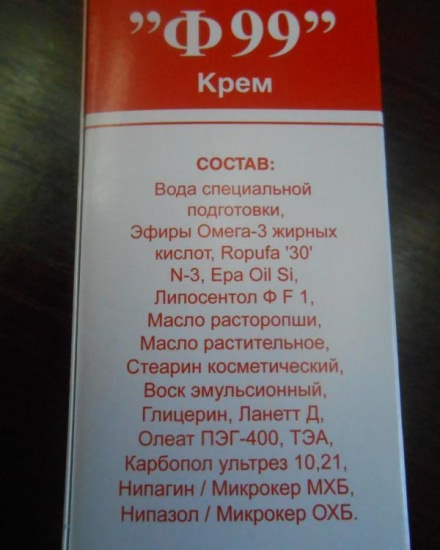 ”Ф99”
Крем
СОСТАВ:
Вода специальной
подготовки,
Эфиры Омега-3 жирных
кислот, Ropufa '30'
N-3, Epa Oil Si,
Липосентол Ф F 1,
Масло расторопши,
Масло растительное,
Стеарин косметический,
Воск эмульсионный,
Глицерин, Ланетт Д,
Олеат ПЭГ-400, ТЭА,
Карбопол ультрез 10,21,
Нипагин / Микрокер МХБ,
Нипазол / Микрокер ОХБ.